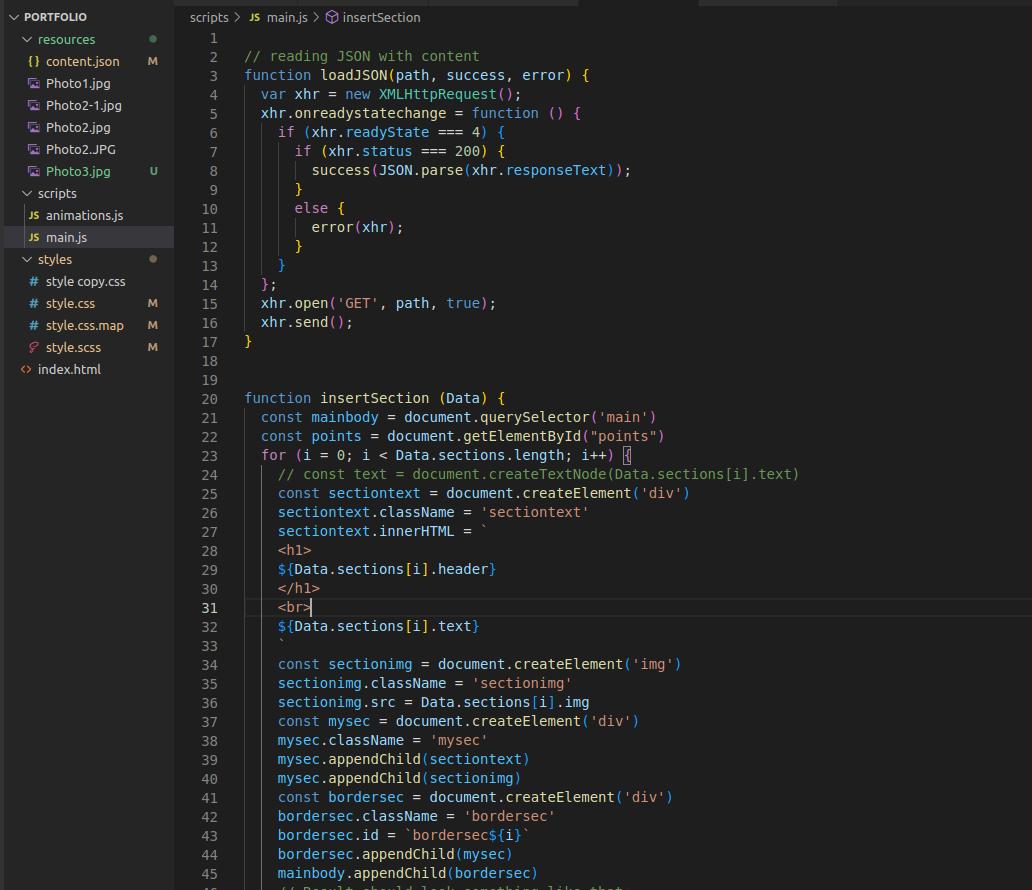 PORTFOLIO
resources
{} content.json M
Photo1.jpg
Photo2-1.jpg
Photo2.jpg
Photo2.JPG
Photo3.jpg U
scripts
JS animations.js
JS main.js
styles
# style copy.css
# style.css M
# style.css.map M
style.scss M
<> index.html
scripts > JS main.js > insertSection
1
2 // reading JSON with content
3 function loadJSON(path, success, error) {
4 var xhr = new XMLHttpRequest();
5 xhr.onreadystatechange = function () {
6 if (xhr.readyState === 4) {
7 if (xhr.status === 200) {
8 success(JSON.parse(xhr.responseText));
9 }
10 else {
11 error(xhr);
12 }
13 }
14 };
15 xhr.open('GET', path, true);
16 xhr.send();
17 }
18
19
20 function insertSection (Data) {
21 const mainbody = document.querySelector('main')
22 const points = document.getElementById("points")
23 for (i = 0; i < Data.sections.length; i++) {
24 // const text = document.createTextNode(Data.sections[i].text)
25 const sectiontext = document.createElement('div')
26 sectiontext.className = 'sectiontext'
27 sectiontext.innerHTML = `
28 <h1>
29 ${Data.sections[i].header}
30 </h1>
31 <br>
32 ${Data.sections[i].text}
33 `
34 const sectionimg = document.createElement('img')
35 sectionimg.className = 'sectionimg'
36 sectionimg.src = Data.sections[i].img
37 const mysec = document.createElement('div')
38 mysec.className = 'mysec'
39 mysec.appendChild(sectiontext)
40 mysec.appendChild(sectionimg)
41 const bordersec = document.createElement('div')
42 bordersec.className = 'bordersec'
43 bordersec.id = `bordersec${i}`
44 bordersec.appendChild(mysec)
45 mainbody.appendChild(bordersec)
// Result should look something like that